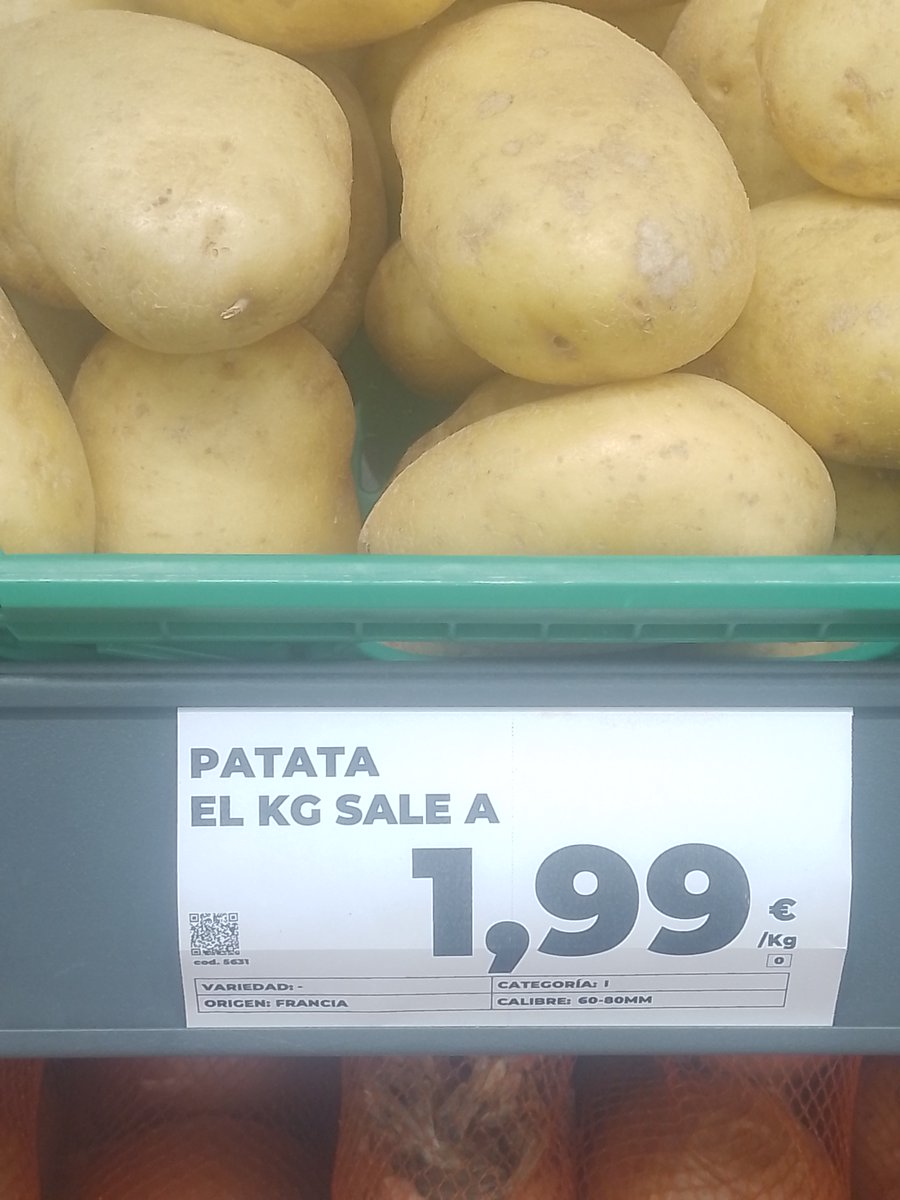 PATATA
EL KG SALE A
1,99 € /Kg
0
cod. 5631
VARIEDAD: - CATEGORÍA: I
ORIGEN: FRANCIA CALIBRE: 60-80MM